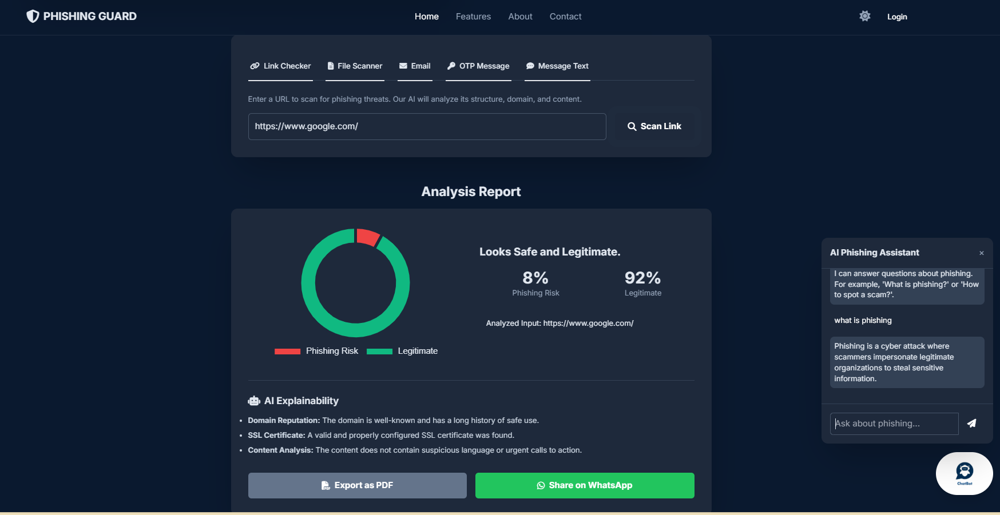 PHISHING GUARD
Home
Features
About
Contact
Login
Link Checker
File Scanner
Email
OTP Message
Message Text
Enter a URL to scan for phishing threats. Our AI will analyze its structure, domain, and content.
https://www.google.com/
Scan Link
Analysis Report
Looks Safe and Legitimate.
8%
Phishing Risk
92%
Legitimate
Analyzed Input: https://www.google.com/
Phishing Risk
Legitimate
AI Explainability
Domain Reputation: The domain is well-known and has a long history of safe use.
SSL Certificate: A valid and properly configured SSL certificate was found.
Content Analysis: The content does not contain suspicious language or urgent calls to action.
PDF
Export as PDF
Share on WhatsApp
AI Phishing Assistant
×
I can answer questions about phishing.
For example, 'What is phishing?' or 'How
to spot a scam?'.
what is phishing
Phishing is a cyber attack where
scammers impersonate legitimate
organizations to steal sensitive
information.
Ask about phishing...
ChatBot